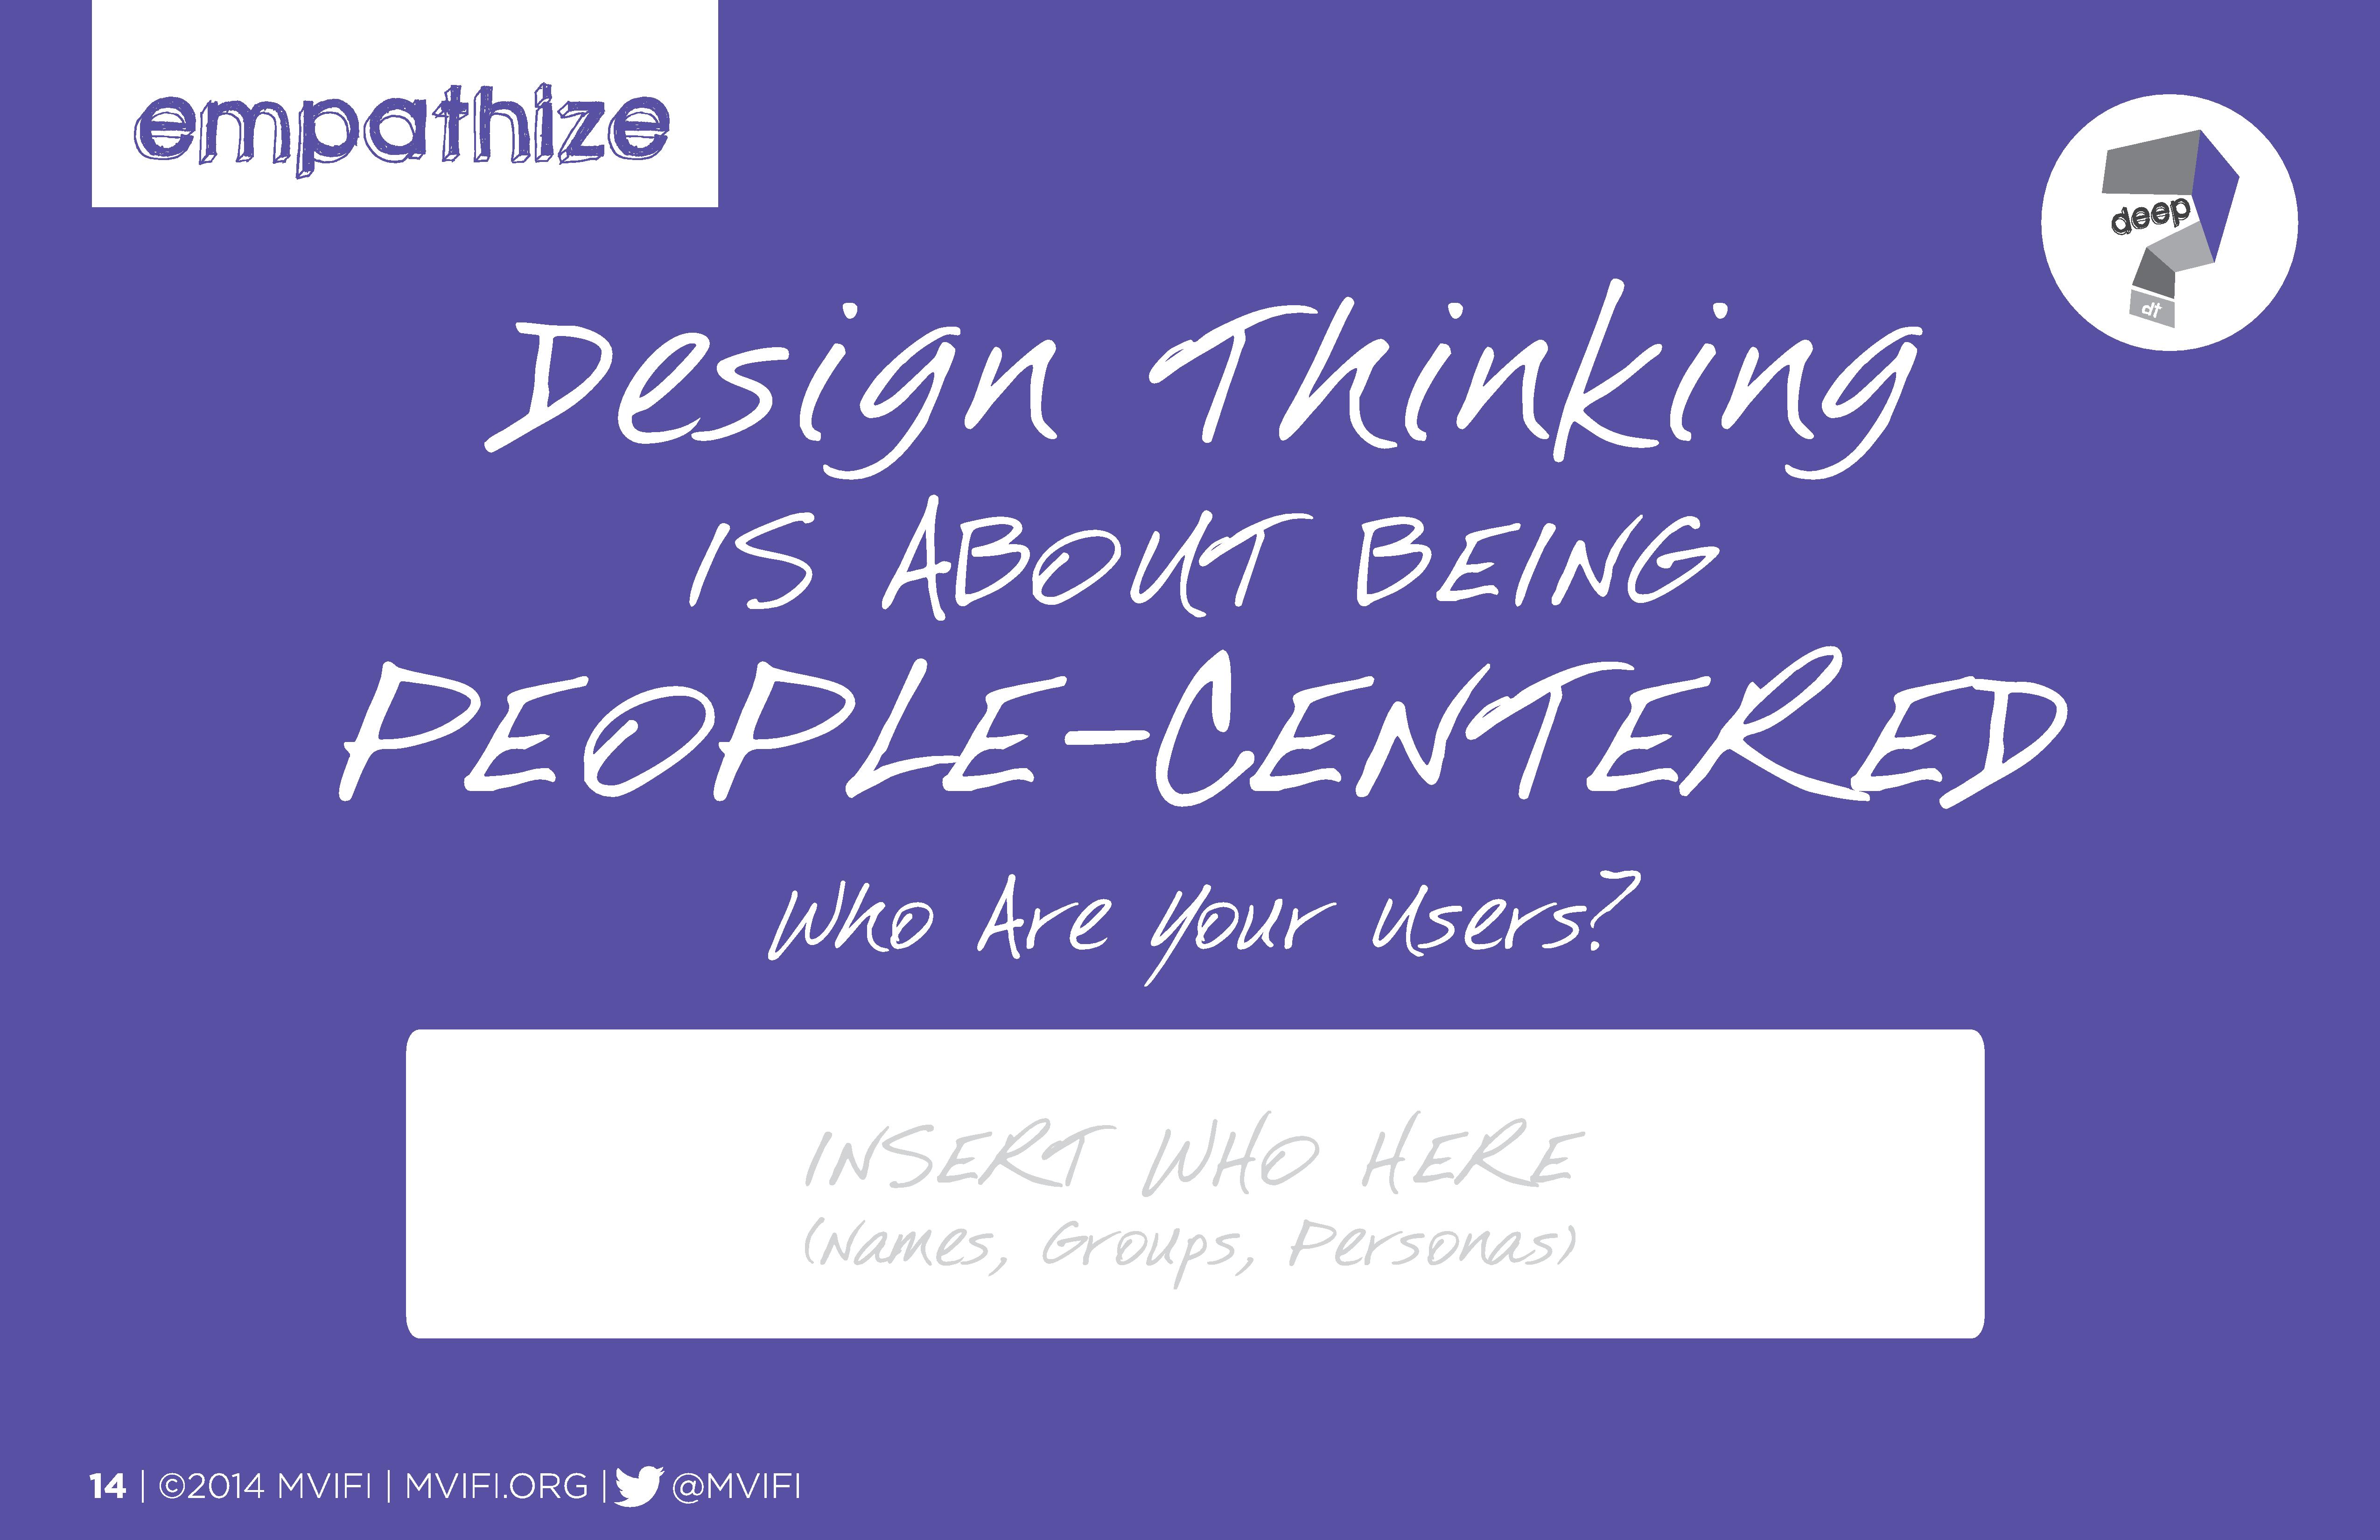 empathize
deep
dt
Design Thinking
IS ABOUT BEING
PEOPLE-CENTERED
Who Are your users?
INSERT WHO HERE
(Names, Groups, Personas)
14 | ©2014 MVIFI | MVIFI.ORG | @MVIFI